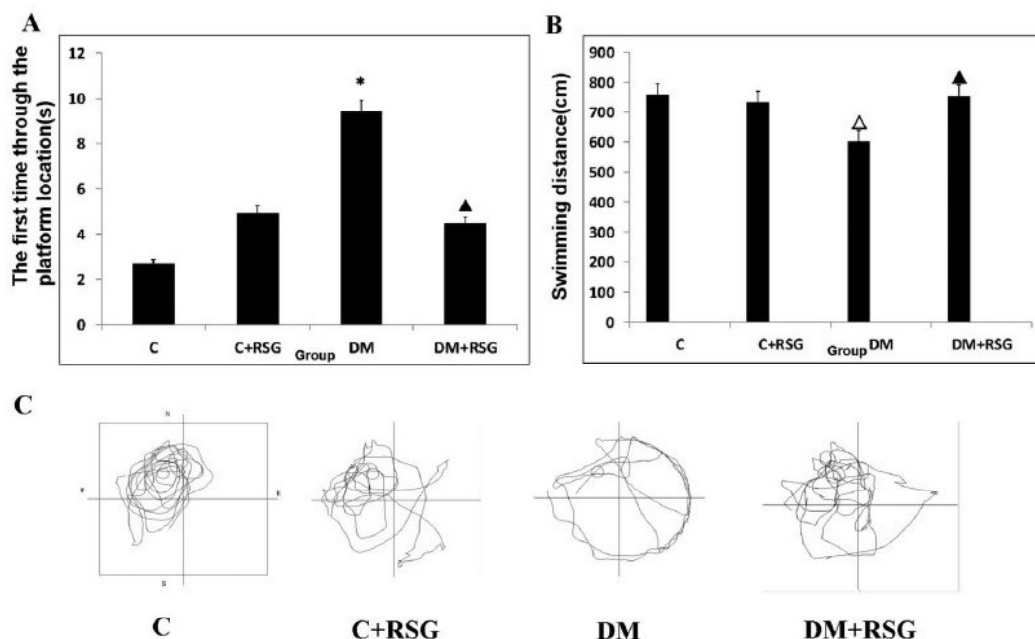 A
The first time through the
platform location(s)
12
10
8
6
4
2
0
*
▲
C C+RSG Group DM DM+RSG
B
Swimming distance(cm)
900
800
700
600
500
400
300
200
100
0
△
▲
C C+RSG Group DM DM+RSG
C
N
E
S
C C+RSG DM DM+RSG